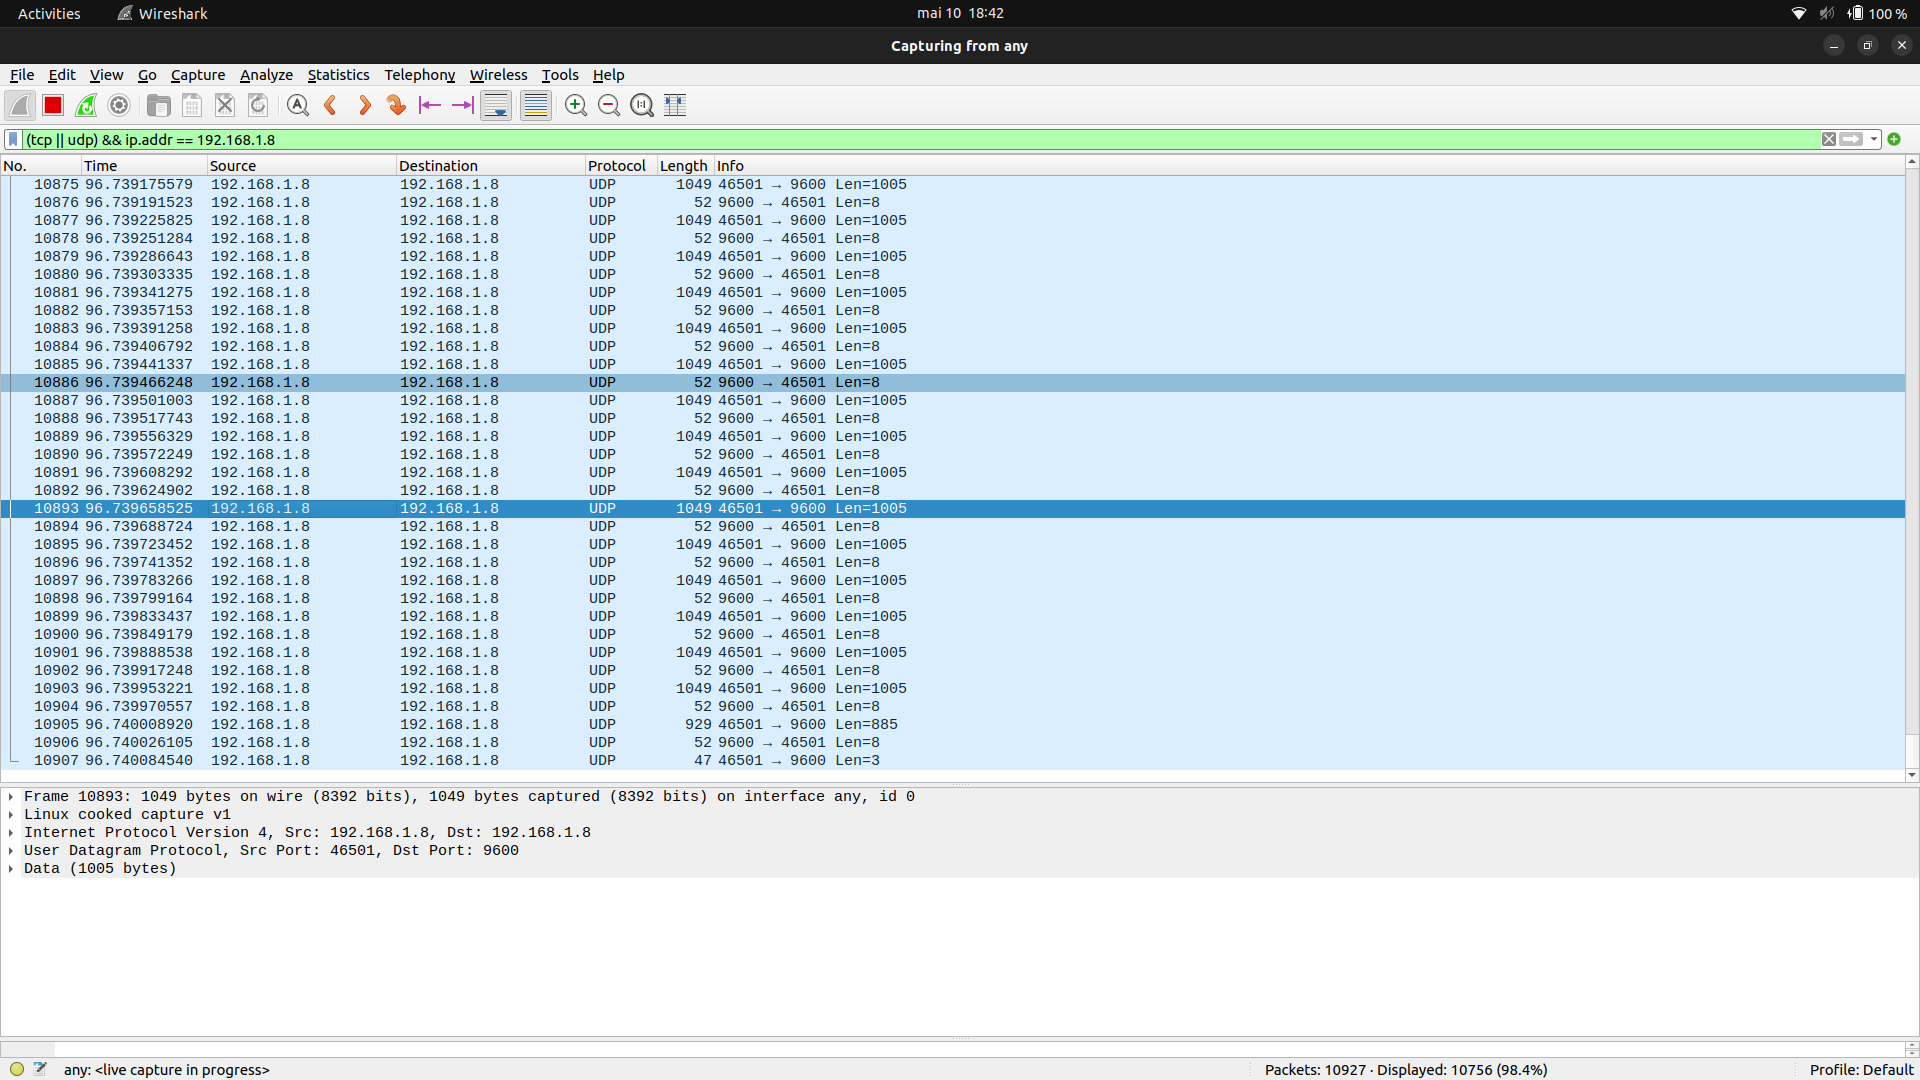 Activities Wireshark mai 10 18:42 100 %
Capturing from any
File Edit View Go Capture Analyze Statistics Telephony Wireless Tools Help
(tcp || udp) && ip.addr == 192.168.1.8
No. Time Source Destination Protocol Length Info
10875 96.739175579 192.168.1.8 192.168.1.8 UDP 1049 46501 → 9600 Len=1005
10876 96.739191523 192.168.1.8 192.168.1.8 UDP 52 9600 → 46501 Len=8
10877 96.739225825 192.168.1.8 192.168.1.8 UDP 1049 46501 → 9600 Len=1005
10878 96.739251284 192.168.1.8 192.168.1.8 UDP 52 9600 → 46501 Len=8
10879 96.739286643 192.168.1.8 192.168.1.8 UDP 1049 46501 → 9600 Len=1005
10880 96.739303335 192.168.1.8 192.168.1.8 UDP 52 9600 → 46501 Len=8
10881 96.739341275 192.168.1.8 192.168.1.8 UDP 1049 46501 → 9600 Len=1005
10882 96.739357153 192.168.1.8 192.168.1.8 UDP 52 9600 → 46501 Len=8
10883 96.739391258 192.168.1.8 192.168.1.8 UDP 1049 46501 → 9600 Len=1005
10884 96.739406792 192.168.1.8 192.168.1.8 UDP 52 9600 → 46501 Len=8
10885 96.739441337 192.168.1.8 192.168.1.8 UDP 1049 46501 → 9600 Len=1005
10886 96.739466248 192.168.1.8 192.168.1.8 UDP 52 9600 → 46501 Len=8
10887 96.739501003 192.168.1.8 192.168.1.8 UDP 1049 46501 → 9600 Len=1005
10888 96.739517743 192.168.1.8 192.168.1.8 UDP 52 9600 → 46501 Len=8
10889 96.739556329 192.168.1.8 192.168.1.8 UDP 1049 46501 → 9600 Len=1005
10890 96.739572249 192.168.1.8 192.168.1.8 UDP 52 9600 → 46501 Len=8
10891 96.739608292 192.168.1.8 192.168.1.8 UDP 1049 46501 → 9600 Len=1005
10892 96.739624902 192.168.1.8 192.168.1.8 UDP 52 9600 → 46501 Len=8
10893 96.739658525 192.168.1.8 192.168.1.8 UDP 1049 46501 → 9600 Len=1005
10894 96.739688724 192.168.1.8 192.168.1.8 UDP 52 9600 → 46501 Len=8
10895 96.739723452 192.168.1.8 192.168.1.8 UDP 1049 46501 → 9600 Len=1005
10896 96.739741352 192.168.1.8 192.168.1.8 UDP 52 9600 → 46501 Len=8
10897 96.739783266 192.168.1.8 192.168.1.8 UDP 1049 46501 → 9600 Len=1005
10898 96.739799164 192.168.1.8 192.168.1.8 UDP 52 9600 → 46501 Len=8
10899 96.739833437 192.168.1.8 192.168.1.8 UDP 1049 46501 → 9600 Len=1005
10900 96.739849179 192.168.1.8 192.168.1.8 UDP 52 9600 → 46501 Len=8
10901 96.739888538 192.168.1.8 192.168.1.8 UDP 1049 46501 → 9600 Len=1005
10902 96.739917248 192.168.1.8 192.168.1.8 UDP 52 9600 → 46501 Len=8
10903 96.739953221 192.168.1.8 192.168.1.8 UDP 1049 46501 → 9600 Len=1005
10904 96.739970557 192.168.1.8 192.168.1.8 UDP 52 9600 → 46501 Len=8
10905 96.740008920 192.168.1.8 192.168.1.8 UDP 929 46501 → 9600 Len=885
10906 96.740026105 192.168.1.8 192.168.1.8 UDP 52 9600 → 46501 Len=8
10907 96.740084540 192.168.1.8 192.168.1.8 UDP 47 46501 → 9600 Len=3
Frame 10893: 1049 bytes on wire (8392 bits), 1049 bytes captured (8392 bits) on interface any, id 0
Linux cooked capture v1
Internet Protocol Version 4, Src: 192.168.1.8, Dst: 192.168.1.8
User Datagram Protocol, Src Port: 46501, Dst Port: 9600
Data (1005 bytes)
any: <live capture in progress> Packets: 10927 · Displayed: 10756 (98.4%) Profile: Default